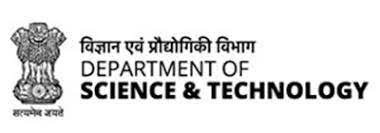 विज्ञान एवं प्रौद्योगिकी विभाग
DEPARTMENT OF
SCIENCE & TECHNOLOGY
सत्यमेव जयते